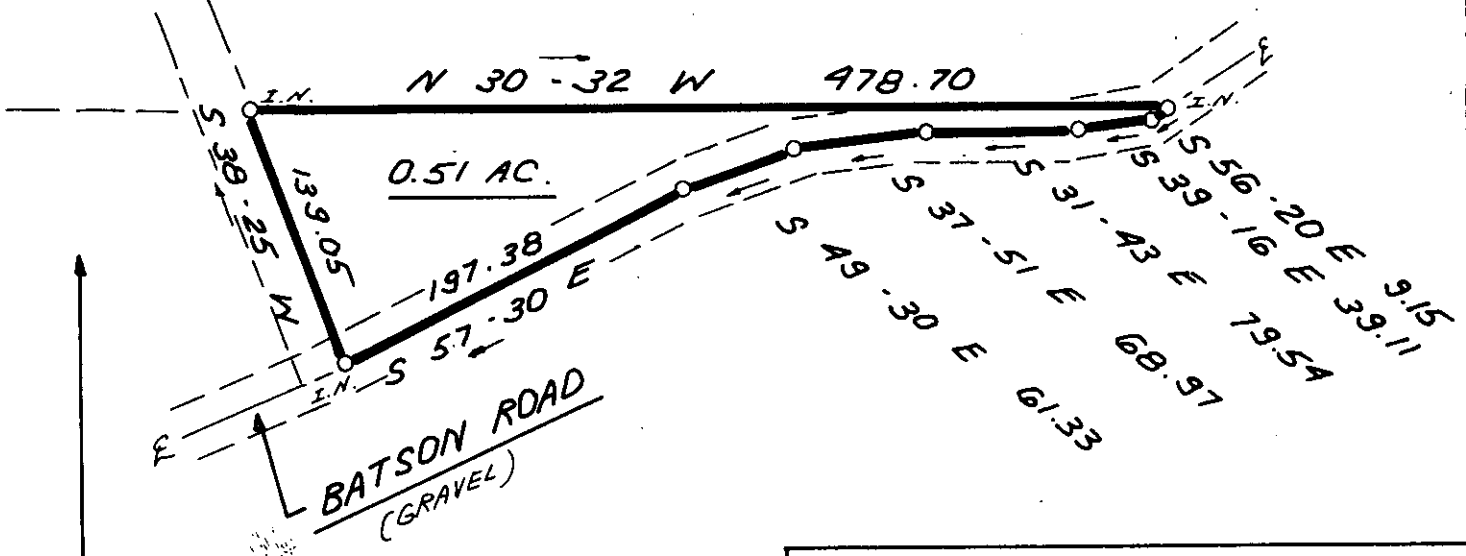 N 30-32 W 478.70
I.N.
I.N.
S 38-25 W
139.05
0.51 AC.
197.38
S 57-30 E
I.N.
S 56-20 E 9.15
S 39-16 E 39.11
S 31-43 E 79.54
S 37-51 E 68.97
S 49-30 E 61.33
℄
℄
BATSON ROAD
(GRAVEL)